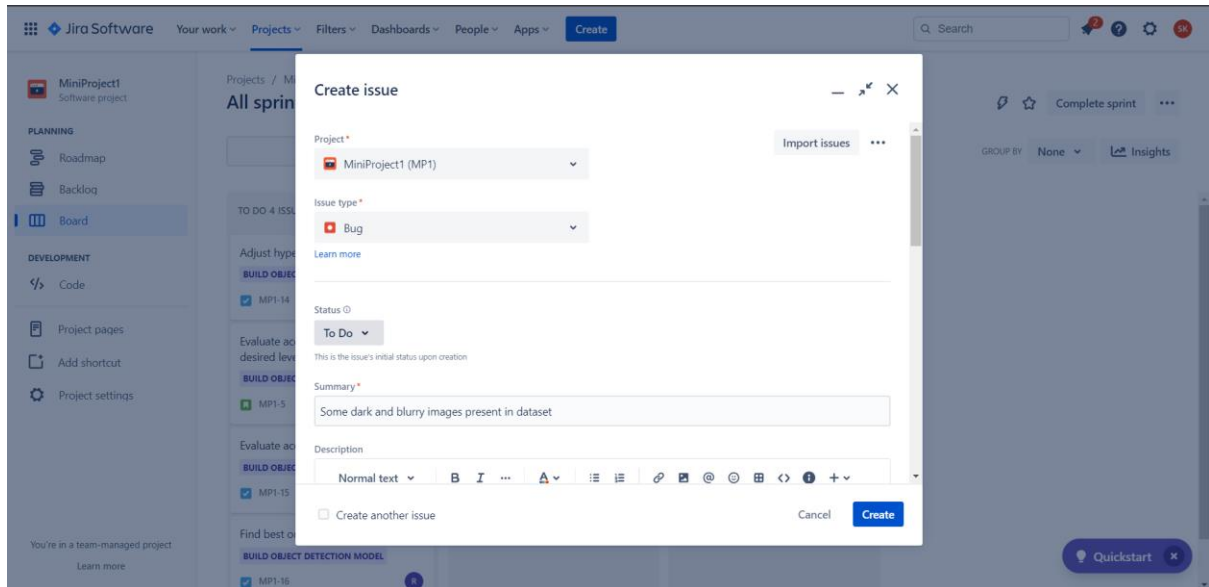 Jira Software Your work Projects Filters Dashboards People Apps Create Search 2 SK
MiniProject1
Software project
PLANNING
Roadmap
Backlog
Board
DEVELOPMENT
Code
Project pages
Add shortcut
Project settings
You're in a team-managed project
Learn more
Projects / Mi
All sprin
Complete sprint
GROUP BY None Insights
TO DO 4 ISSU
Adjust hype
BUILD OBJEC
MP1-14
Evaluate ac
desired leve
BUILD OBJEC
MP1-5
Evaluate ac
BUILD OBJEC
MP1-15
Find best o
BUILD OBJECT DETECTION MODEL
MP1-16 R
Create issue
Import issues
Project *
MiniProject1 (MP1)
Issue type *
Bug
Learn more
Status
To Do
This is the issue's initial status upon creation
Summary *
Some dark and blurry images present in dataset
Description
Normal text B I A @ <>
Create another issue Cancel Create
Quickstart